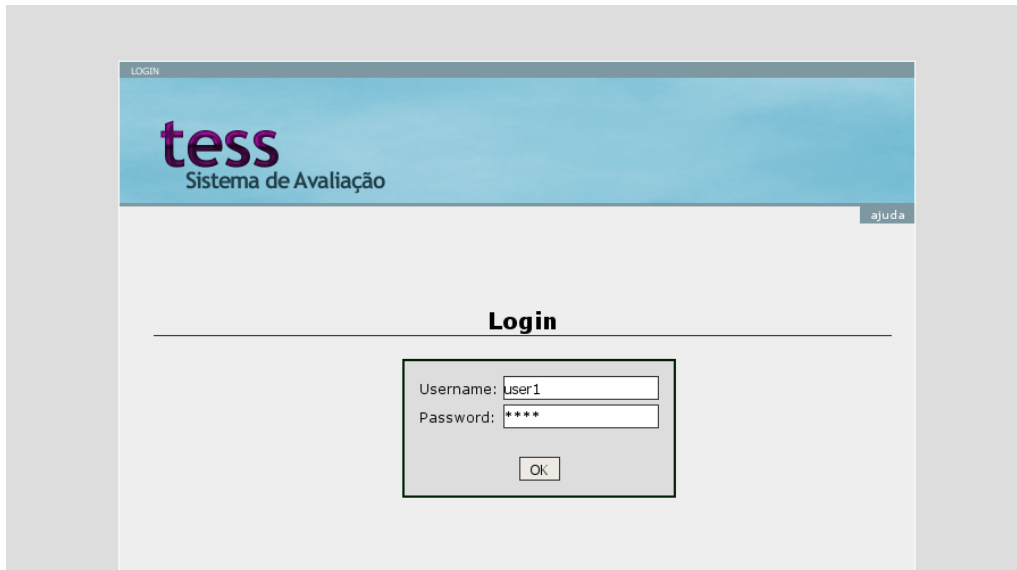 LOGIN
tess
Sistema de Avaliação
ajuda
Login
Username: user1
Password: ****
OK